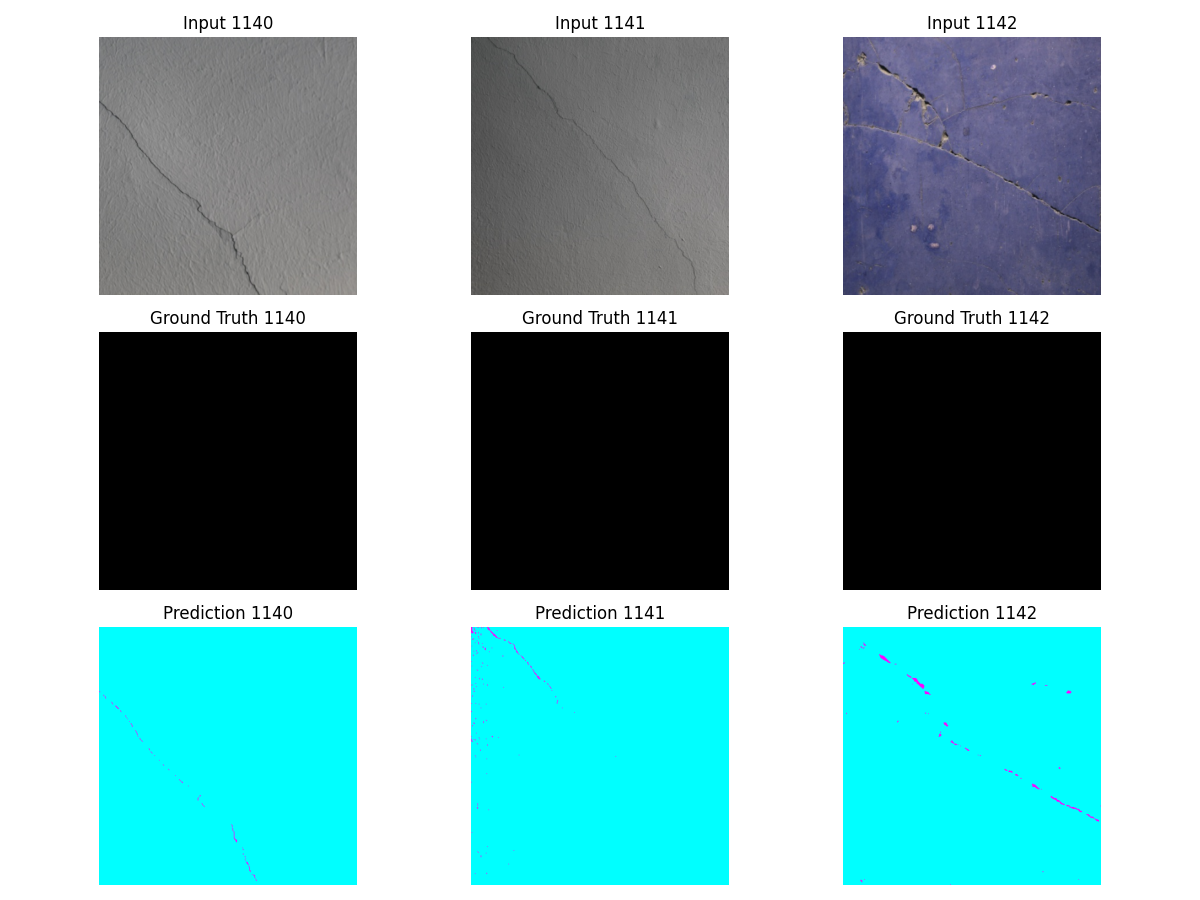 Input 1140
Input 1141
Input 1142
Ground Truth 1140
Ground Truth 1141
Ground Truth 1142
Prediction 1140
Prediction 1141
Prediction 1142